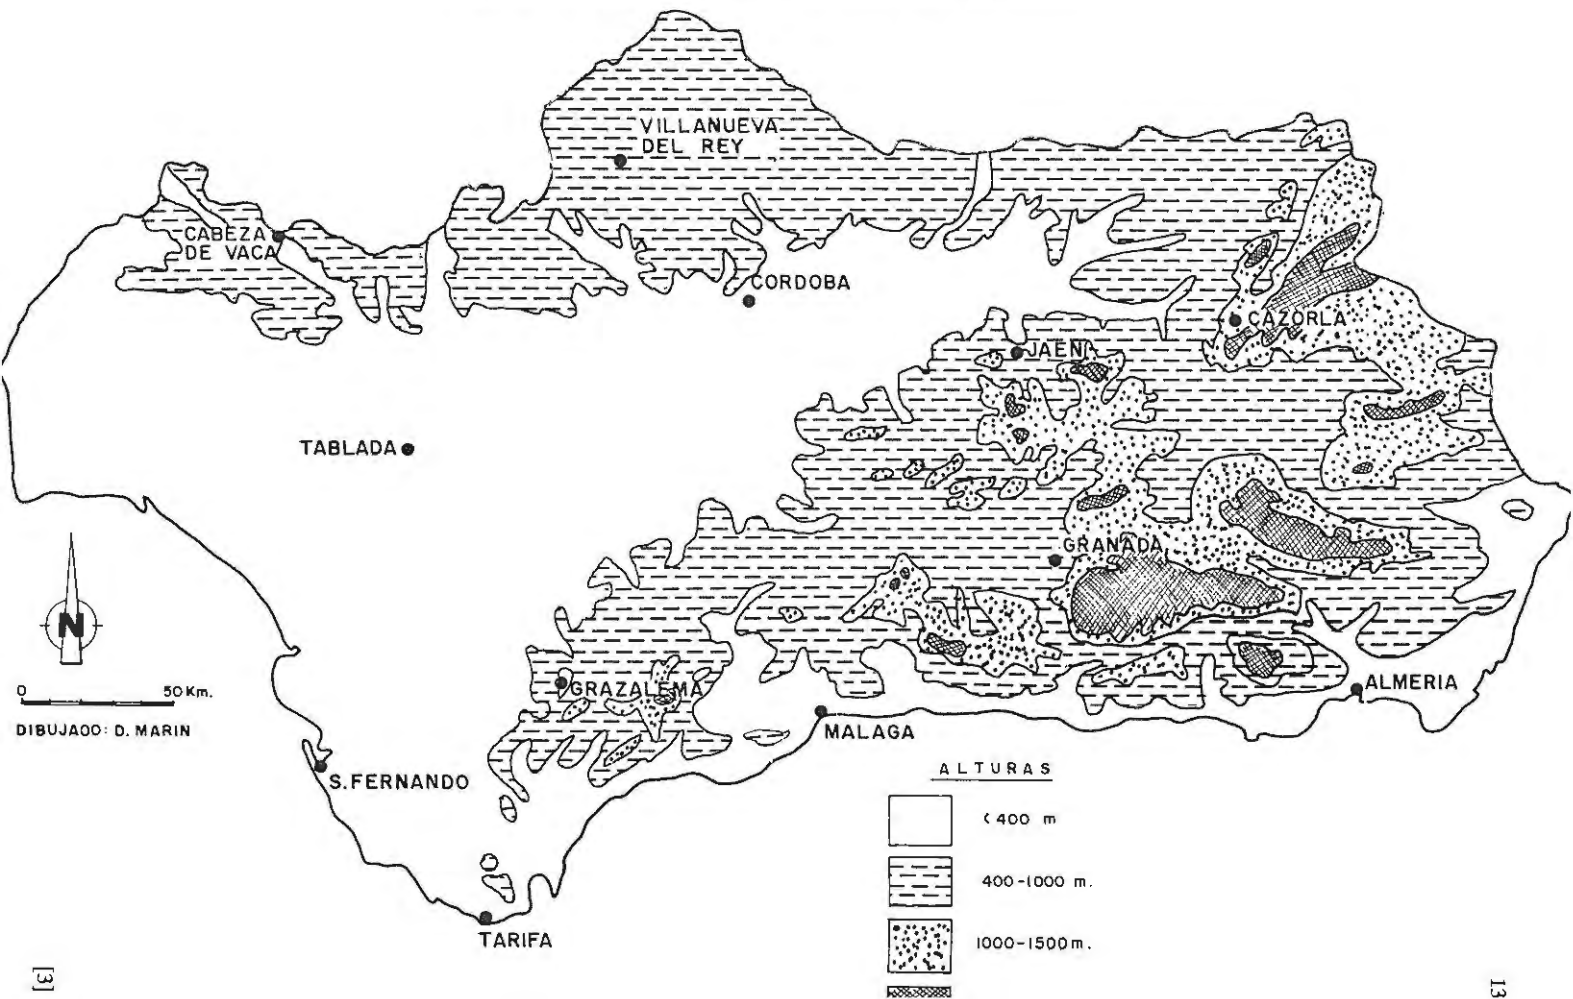 VILLANUEVA
DEL REY
CABEZA
DE VACA
CORDOBA
CAZORLA
JAEN
TABLADA
GRANADA
GRAZALEMA
ALMERIA
MALAGA
S.FERNANDO
TARIFA
N
0 50 Km.
DIBUJAOO: D. MARIN
ALTURAS
< 400 m
400-1000 m.
1000-1500 m.
[3]
13